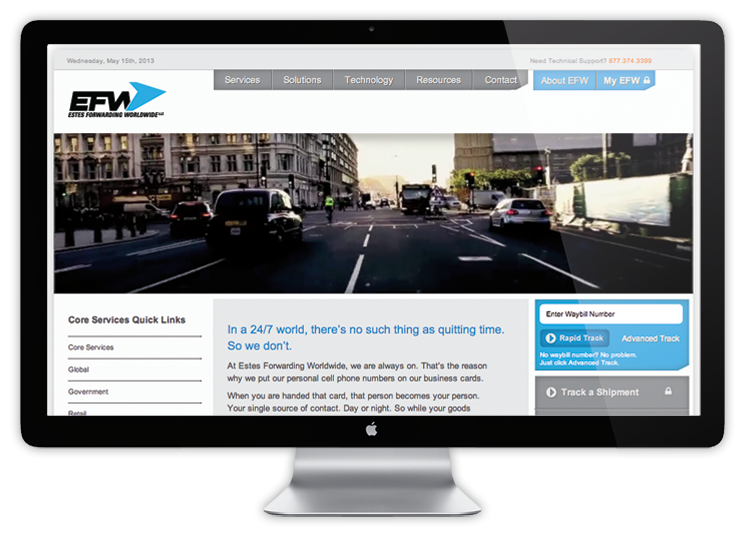 Wednesday, May 15th, 2013
Need Technical Support? 877.374.3399
Services
Solutions
Technology
Resources
Contact
About EFW
My EFW
EFW
ESTES FORWARDING WORLDWIDE LLC
Core Services Quick Links
Core Services
Global
Government
Retail
In a 24/7 world, there's no such thing as quitting time.
So we don't.
At Estes Forwarding Worldwide, we are always on. That's the reason
why we put our personal cell phone numbers on our business cards.
When you are handed that card, that person becomes your person.
Your single source of contact. Day or night. So while your goods
Enter Waybill Number
Rapid Track
Advanced Track
No waybill number? No problem.
Just click Advanced Track.
Track a Shipment